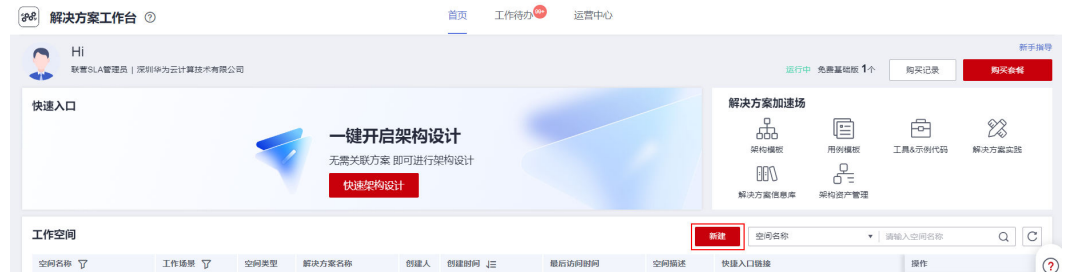 解决方案工作台
首页 工作待办 99+ 运营中心
新手指导
Hi
联营SLA管理员 | 深圳华为云计算技术有限公司
运行中 免费基础版 1个 购买记录 购买套餐
快速入口
一键开启架构设计
无需关联方案 即可进行架构设计
快速架构设计
解决方案加速场
架构模板 用例模板 工具&示例代码 解决方案实践
解决方案信息库 架构资产管理
工作空间
新建 空间名称 请输入空间名称
空间名称 工作场景 空间类型 解决方案名称 创建人 创建时间 最后访问时间 空间描述 快捷入口链接 操作